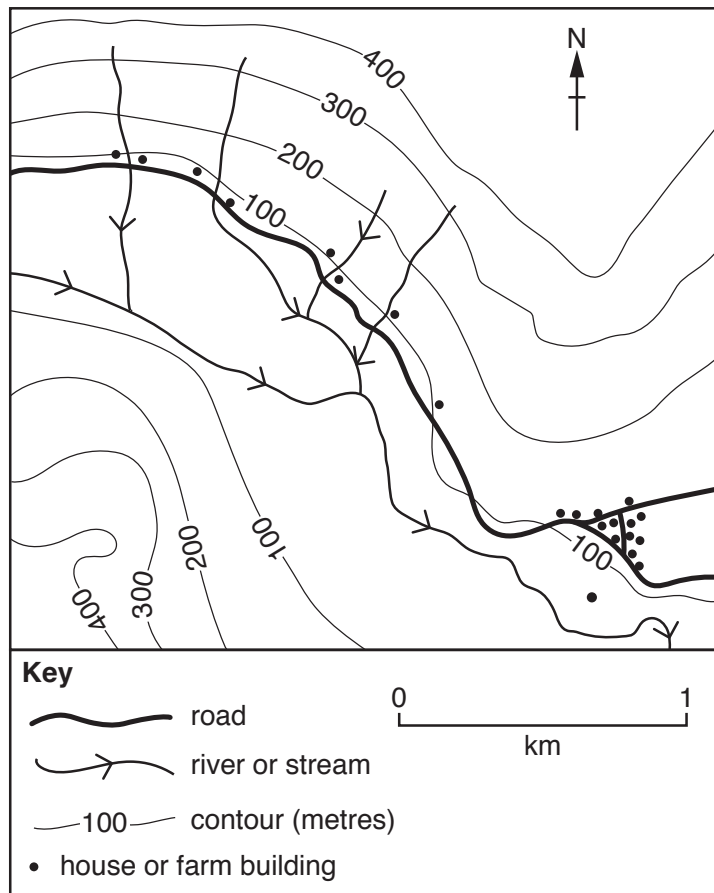 400
N
300
200
100
100
100
200
300
400
Key
0
1
road
km
river or stream
100
contour (metres)
house or farm building